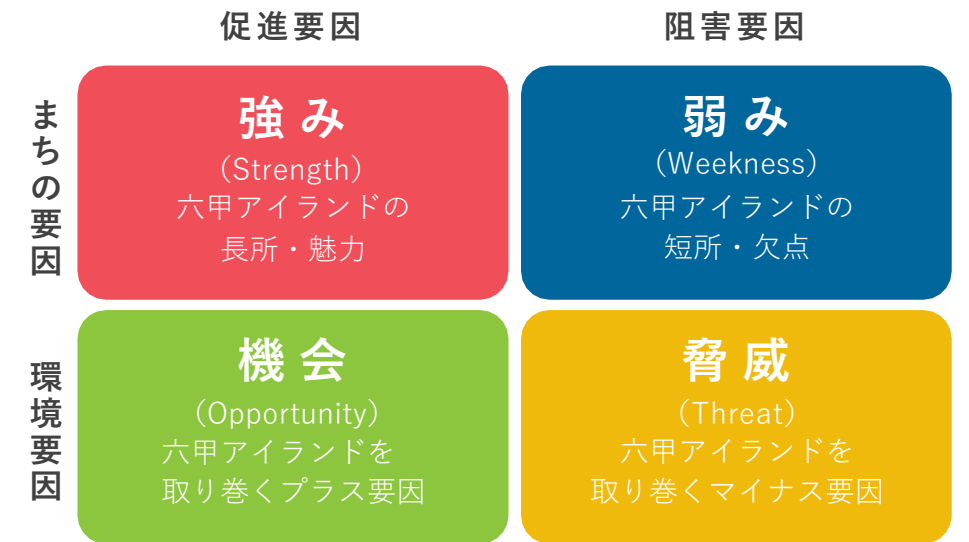 促進要因
阻害要因
まちの要因
強み
(Strength)
六甲アイランドの
長所・魅力
弱み
(Weekness)
六甲アイランドの
短所・欠点
環境要因
機会
(Opportunity)
六甲アイランドを
取り巻くプラス要因
脅威
(Threat)
六甲アイランドを
取り巻くマイナス要因